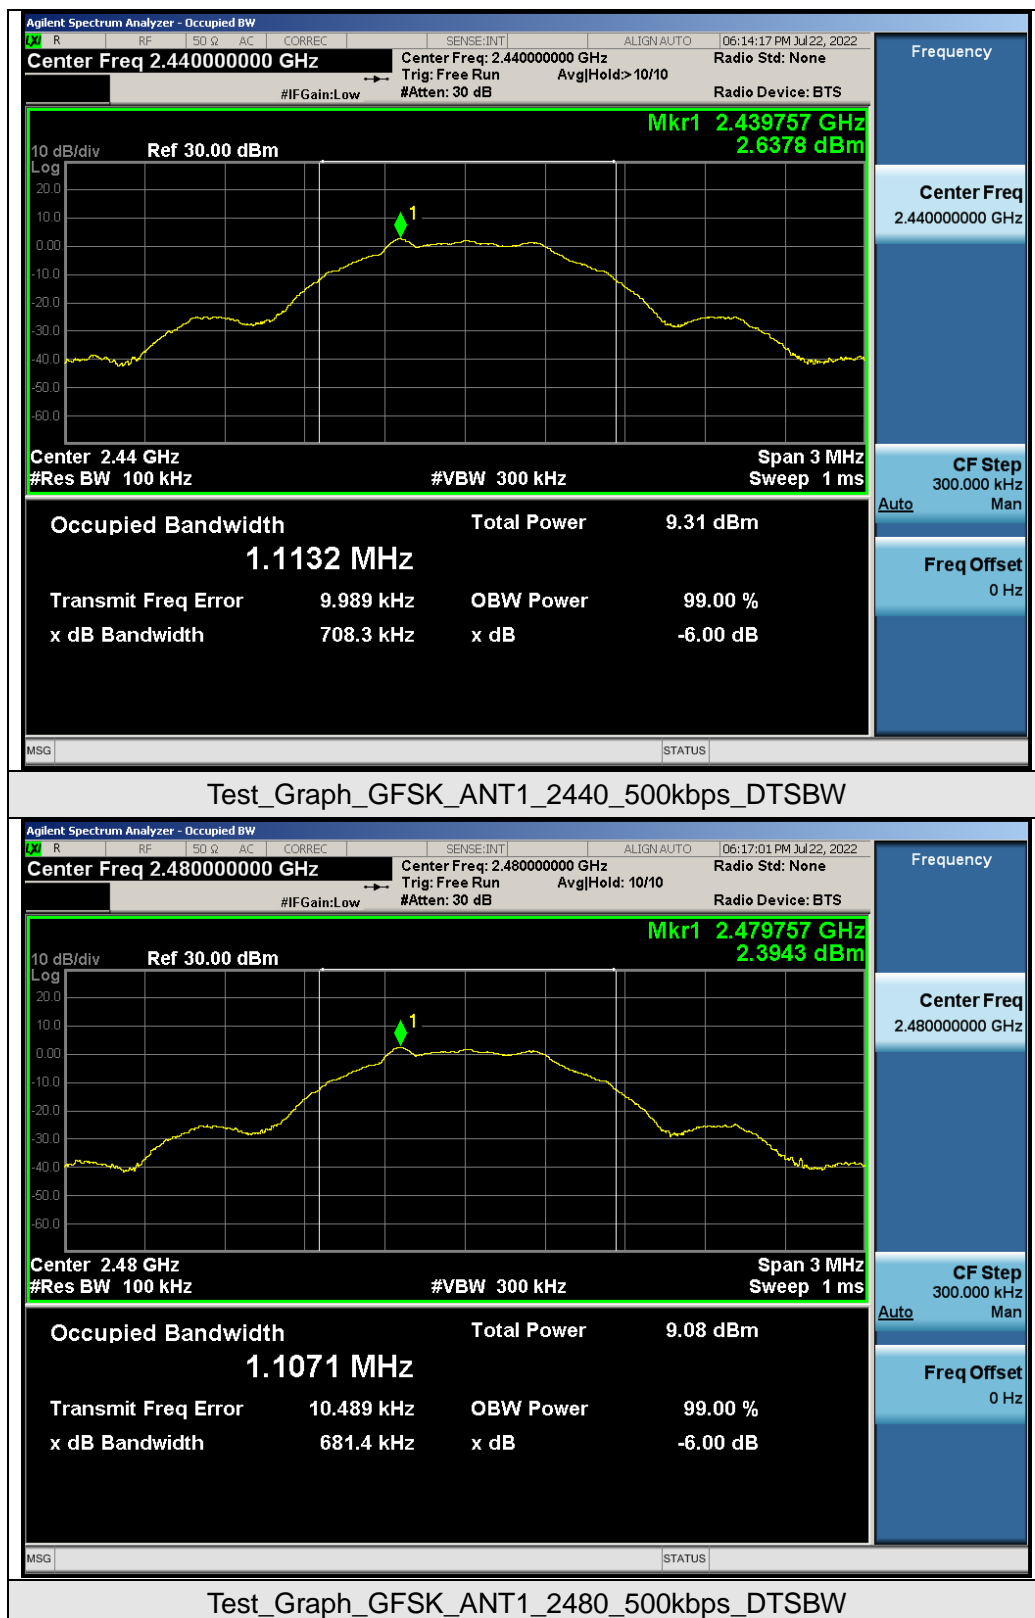 Agilent Spectrum Analyzer - Occupied BW
LXI R RF 50 Ω AC CORREC SENSE:INT ALIGN AUTO 06:14:17 PM Jul 22, 2022
Center Freq 2.440000000 GHz Center Freq: 2.440000000 GHz Radio Std: None
Trig: Free Run Avg|Hold:>10/10
#IFGain:Low #Atten: 30 dB Radio Device: BTS
Frequency
Mkr1 2.439757 GHz
2.6378 dBm
10 dB/div Ref 30.00 dBm
Log
20.0
10.0
0.00
-10.0
-20.0
-30.0
-40.0
-50.0
-60.0
1
Center 2.44 GHz Span 3 MHz
#Res BW 100 kHz #VBW 300 kHz Sweep 1 ms
Center Freq
2.440000000 GHz
CF Step
300.000 kHz
Auto Man
Freq Offset
0 Hz
Occupied Bandwidth Total Power 9.31 dBm
1.1132 MHz
Transmit Freq Error 9.989 kHz OBW Power 99.00 %
x dB Bandwidth 708.3 kHz x dB -6.00 dB
MSG STATUS
Test_Graph_GFSK_ANT1_2440_500kbps_DTSBW
Agilent Spectrum Analyzer - Occupied BW
LXI R RF 50 Ω AC CORREC SENSE:INT ALIGN AUTO 06:17:01 PM Jul 22, 2022
Center Freq 2.480000000 GHz Center Freq: 2.480000000 GHz Radio Std: None
Trig: Free Run Avg|Hold: 10/10
#IFGain:Low #Atten: 30 dB Radio Device: BTS
Frequency
Mkr1 2.479757 GHz
2.3943 dBm
10 dB/div Ref 30.00 dBm
Log
20.0
10.0
0.00
-10.0
-20.0
-30.0
-40.0
-50.0
-60.0
1
Center 2.48 GHz Span 3 MHz
#Res BW 100 kHz #VBW 300 kHz Sweep 1 ms
Center Freq
2.480000000 GHz
CF Step
300.000 kHz
Auto Man
Freq Offset
0 Hz
Occupied Bandwidth Total Power 9.08 dBm
1.1071 MHz
Transmit Freq Error 10.489 kHz OBW Power 99.00 %
x dB Bandwidth 681.4 kHz x dB -6.00 dB
MSG STATUS
Test_Graph_GFSK_ANT1_2480_500kbps_DTSBW